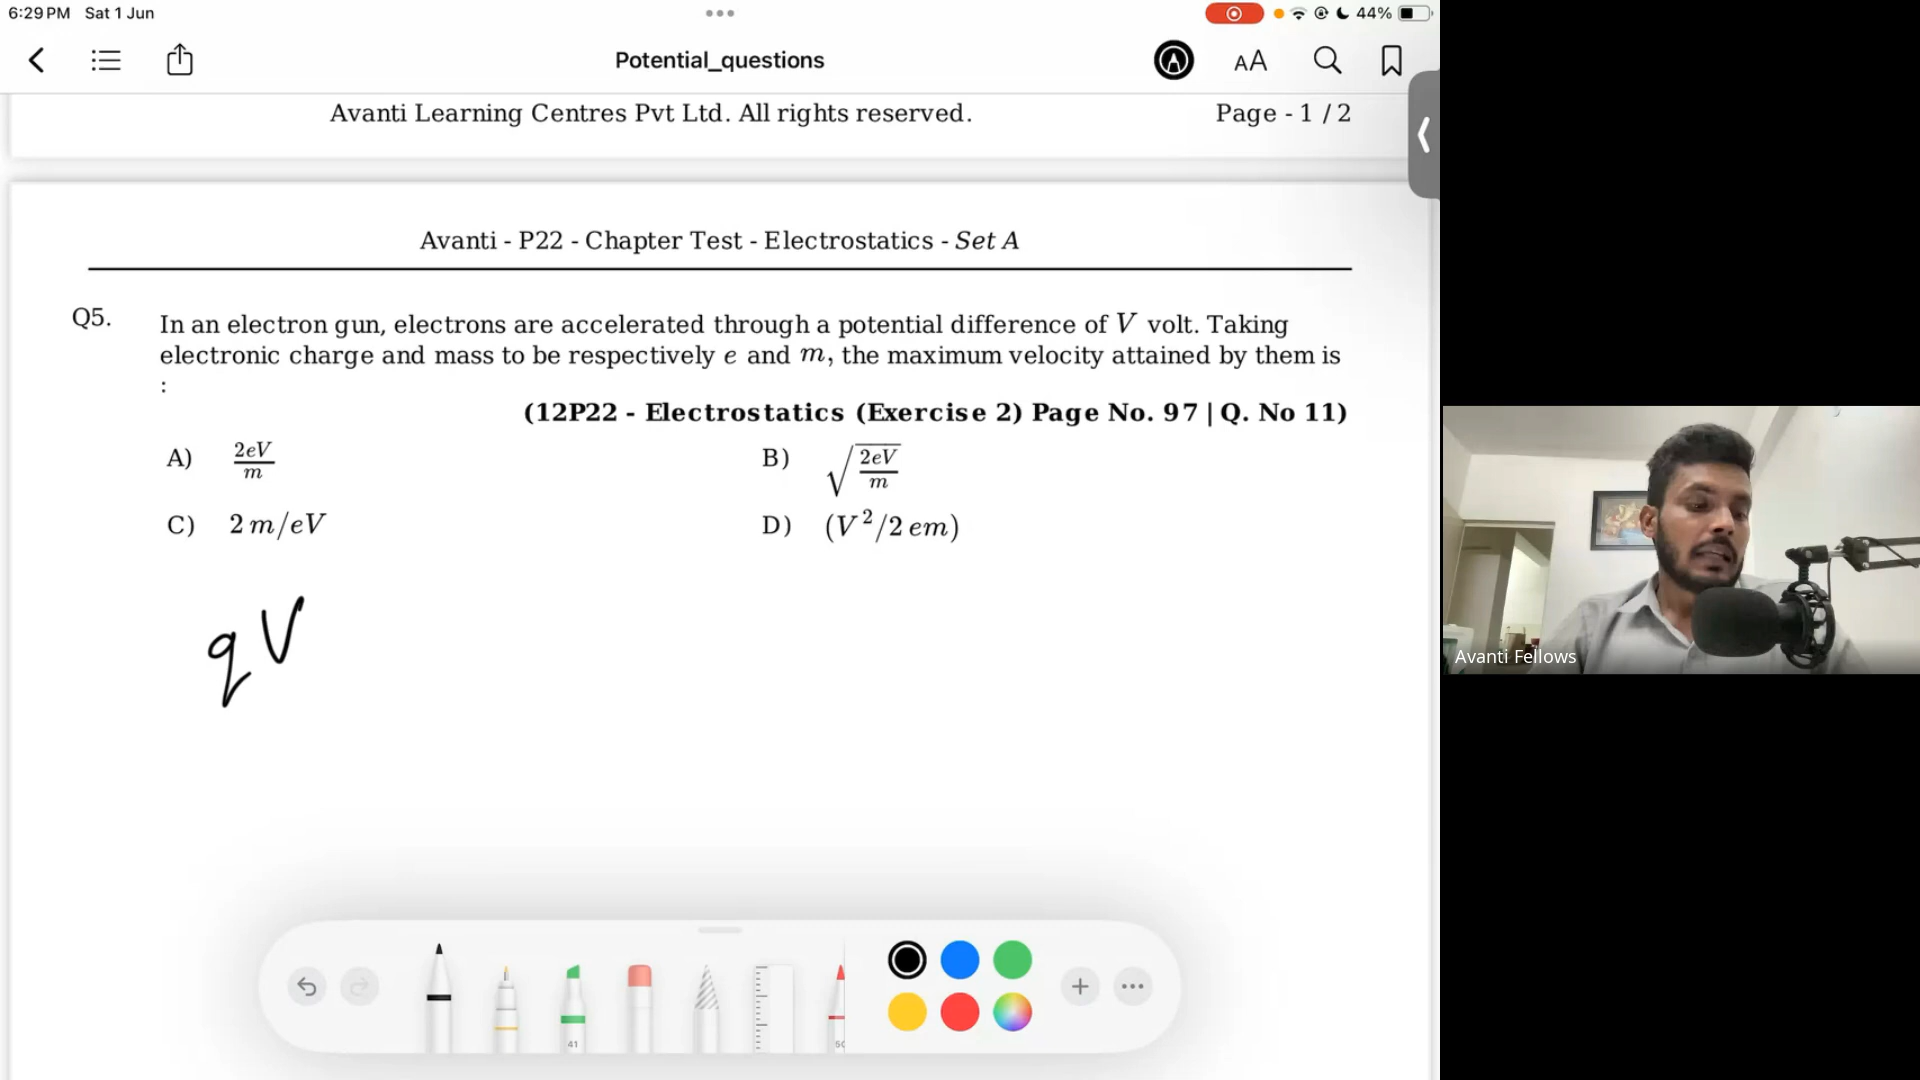 6:29 PM Sat 1 Jun
44%
Potential_questions
AA
Avanti Learning Centres Pvt Ltd. All rights reserved. Page - 1 / 2
Avanti - P22 - Chapter Test - Electrostatics - Set A
Q5. In an electron gun, electrons are accelerated through a potential difference of V volt. Taking
electronic charge and mass to be respectively e and m, the maximum velocity attained by them is
:
(12P22 - Electrostatics (Exercise 2) Page No. 97 | Q. No 11)
A) 2eV/m B) √(2eV/m)
C) 2 m/eV D) (V²/2 em)
qV
Avanti Fellows
41
50